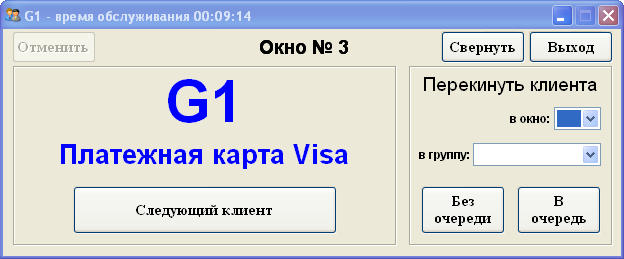 G1 - время обслуживания 00:09:14
Отменить
Окно № 3
Свернуть
Выход
G1
Платежная карта Visa
Следующий клиент
Перекинуть клиента
в окно:
в группу:
Без
очереди
В
очередь